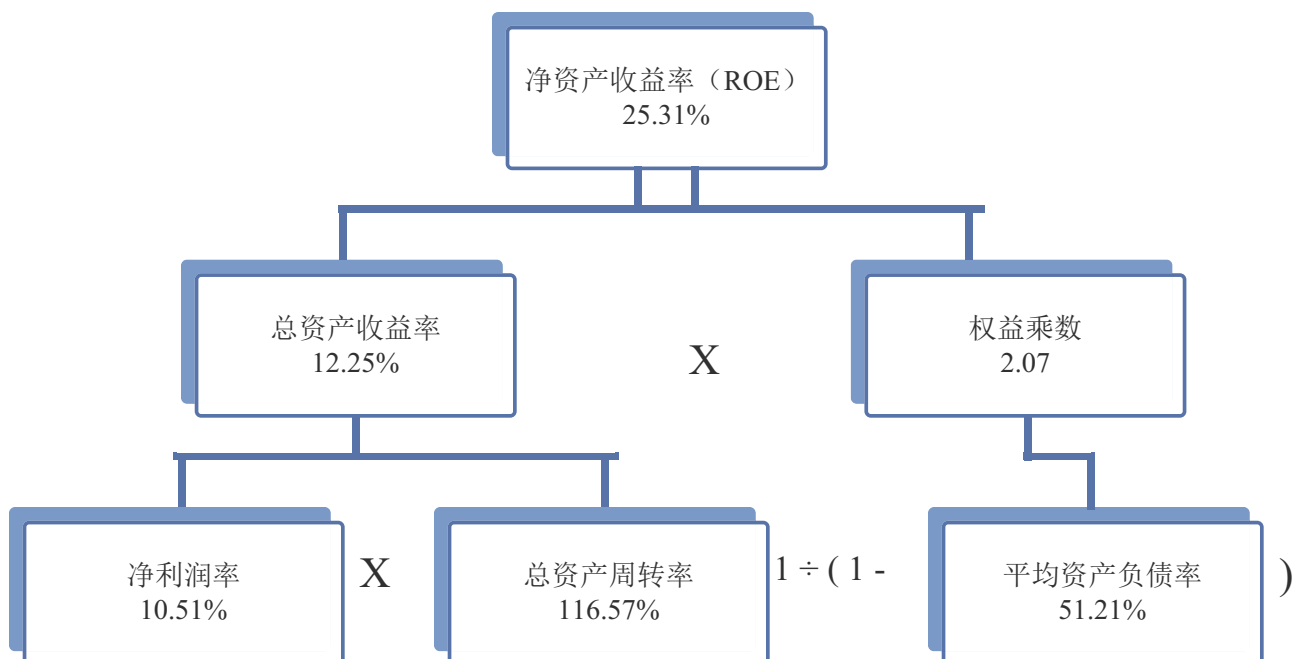 净资产收益率（ROE）
25.31%
总资产收益率
12.25%
X
权益乘数
2.07
净利润率
10.51%
X
总资产周转率
116.57%
1 ÷ ( 1 -
平均资产负债率
51.21%
)